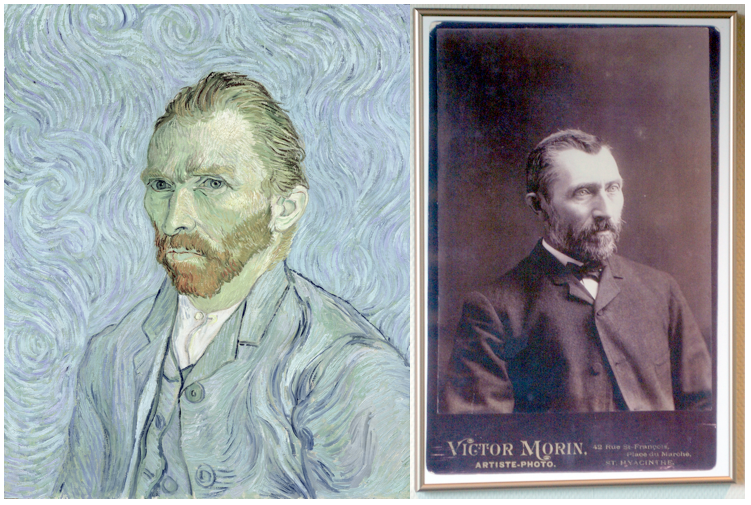 VICTOR MORIN,
ARTISTE-PHOTO.
42 Rue St-François,
Place du Marché,
ST. HYACINTHE.